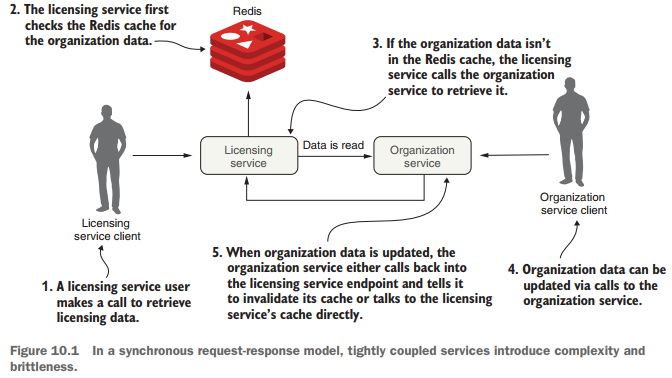 2. The licensing service first
checks the Redis cache for
the organization data.
Redis
3. If the organization data isn't
in the Redis cache, the licensing
service calls the organization
service to retrieve it.
Licensing
service
Data is read
Organization
service
Licensing
service client
Organization
service client
1. A licensing service user
makes a call to retrieve
licensing data.
5. When organization data is updated, the
organization service either calls back into
the licensing service endpoint and tells it
to invalidate its cache or talks to the licensing
service's cache directly.
4. Organization data can be
updated via calls to the
organization service.
Figure 10.1 In a synchronous request-response model, tightly coupled services introduce complexity and
brittleness.